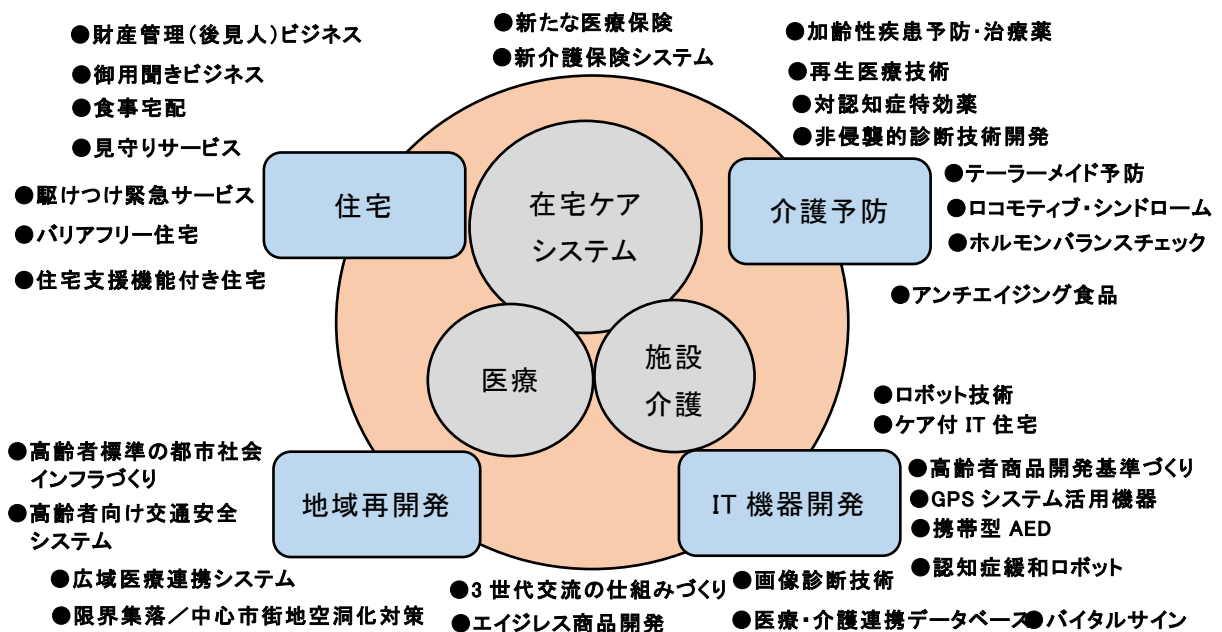 ●財産管理(後見人)ビジネス
●御用聞きビジネス
●食事宅配
●見守りサービス
●駆けつけ緊急サービス
●バリアフリー住宅
●住宅支援機能付き住宅
●新たな医療保険
●新介護保険システム
●加齢性疾患予防・治療薬
●再生医療技術
●対認知症特効薬
●非侵襲的診断技術開発
●テーラーメイド予防
●ロコモティブ・シンドローム
●ホルモンバランスチェック
●アンチエイジング食品
住宅
在宅ケア
システム
介護予防
医療
施設
介護
地域再開発
IT 機器開発
●ロボット技術
●ケア付 IT 住宅
●高齢者商品開発基準づくり
●GPS システム活用機器
●携帯型 AED
●認知症緩和ロボット
●高齢者標準の都市社会
インフラづくり
●高齢者向け交通安全
システム
●広域医療連携システム
●限界集落/中心市街地空洞化対策
●3 世代交流の仕組みづくり
●エイジレス商品開発
●画像診断技術
●医療・介護連携データベース
●バイタルサイン